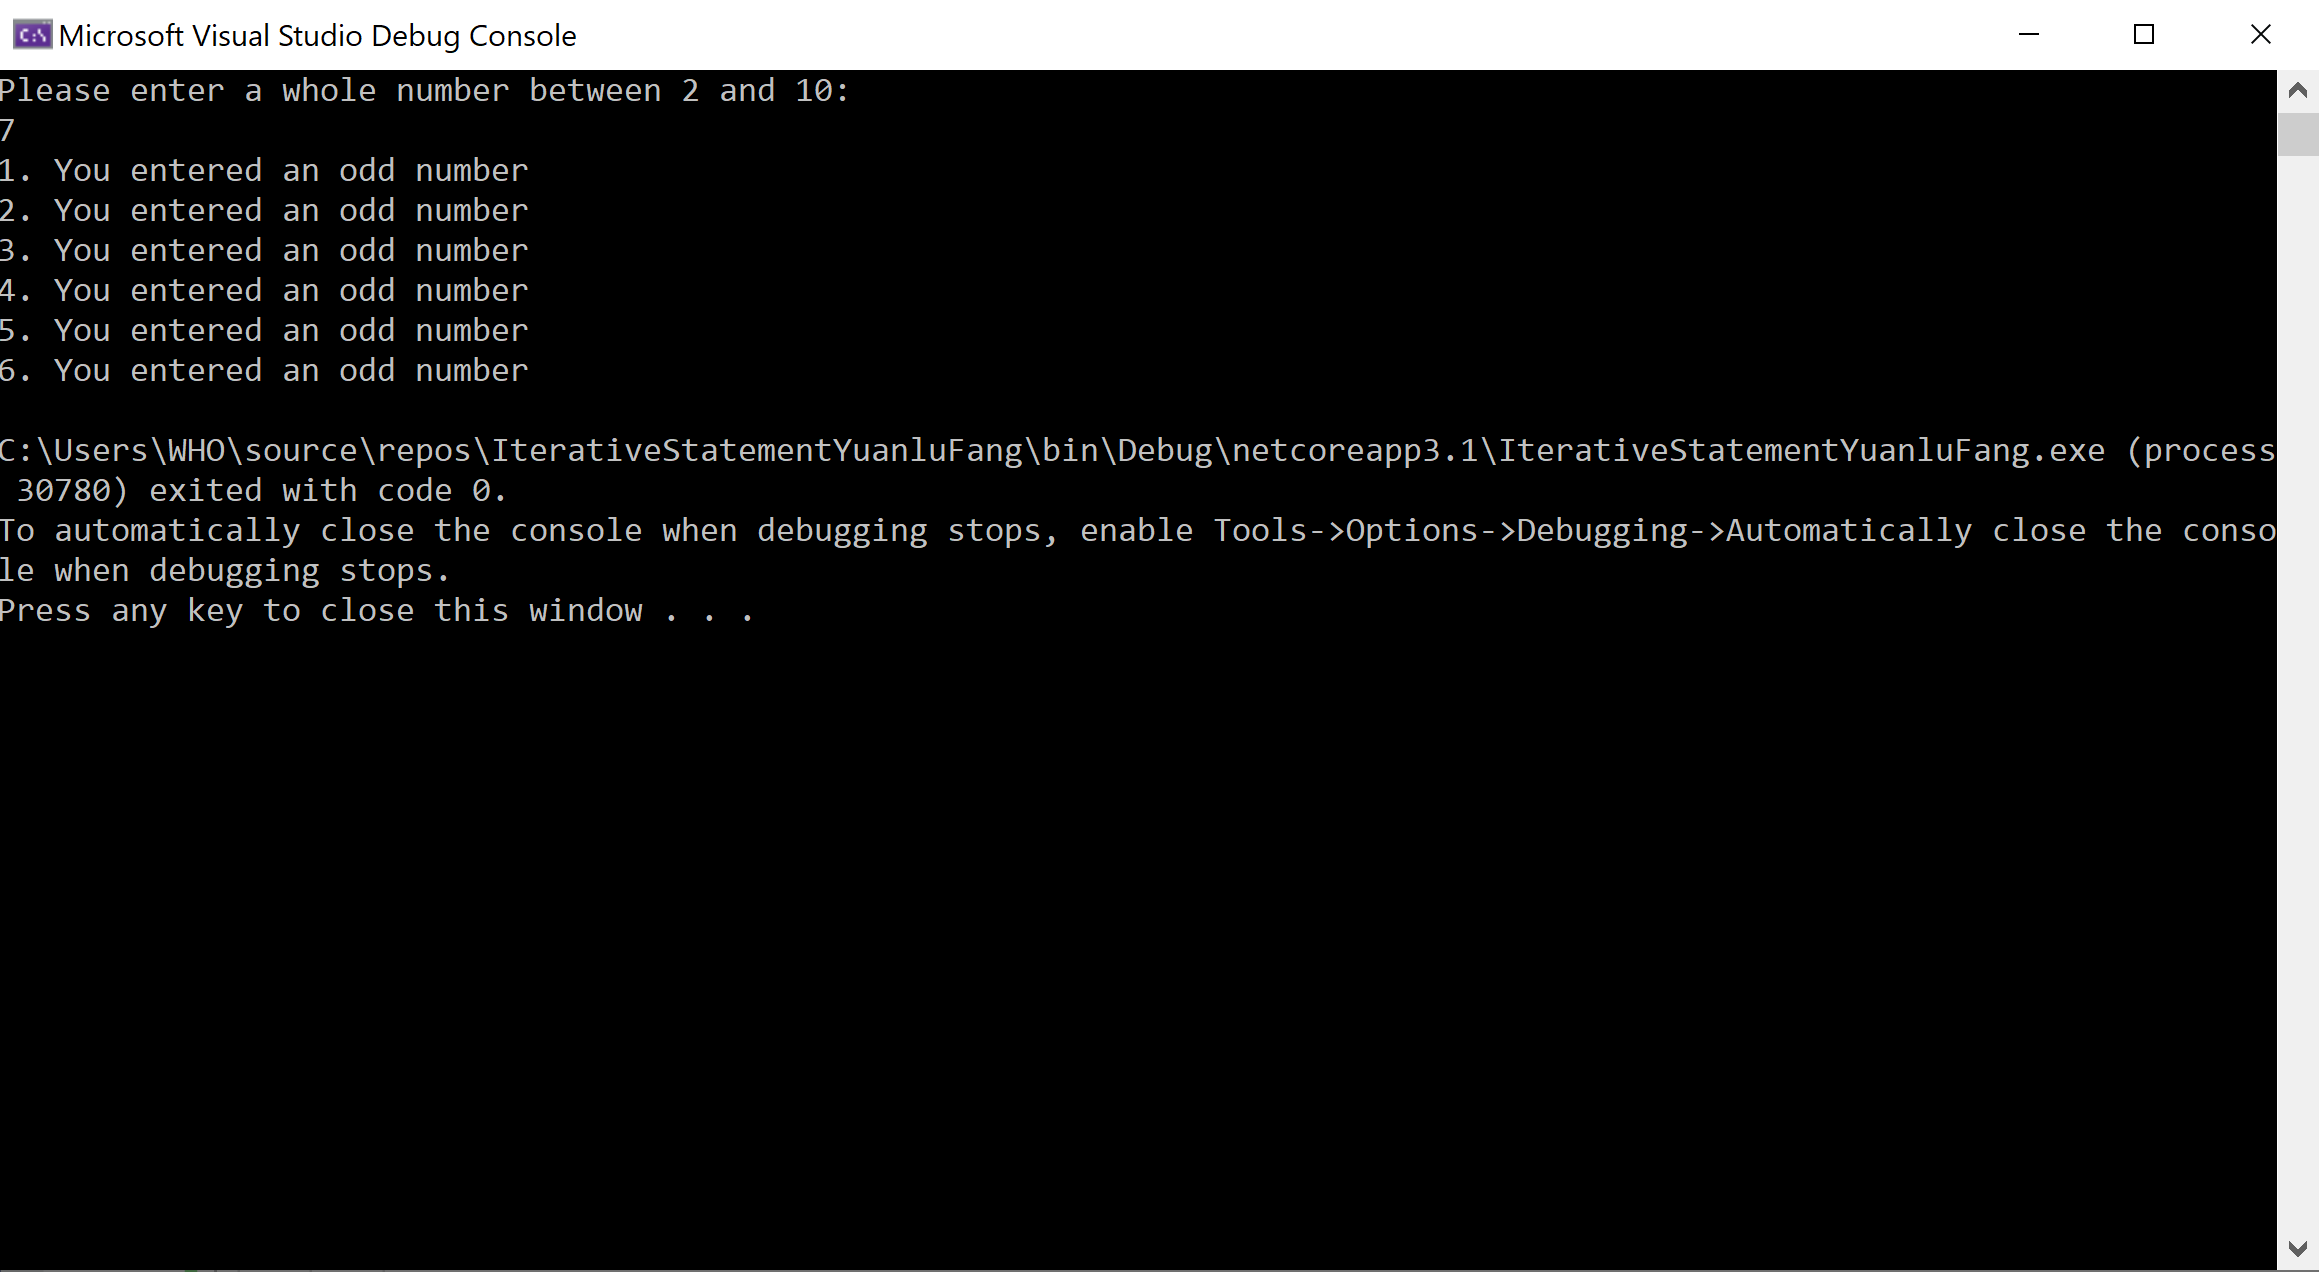 Microsoft Visual Studio Debug Console
Please enter a whole number between 2 and 10:
7
1. You entered an odd number
2. You entered an odd number
3. You entered an odd number
4. You entered an odd number
5. You entered an odd number
6. You entered an odd number
C:\Users\WHO\source\repos\IterativeStatementYuanluFang\bin\Debug\netcoreapp3.1\IterativeStatementYuanluFang.exe (process
 30780) exited with code 0.
To automatically close the console when debugging stops, enable Tools->Options->Debugging->Automatically close the conso
le when debugging stops.
Press any key to close this window . . .